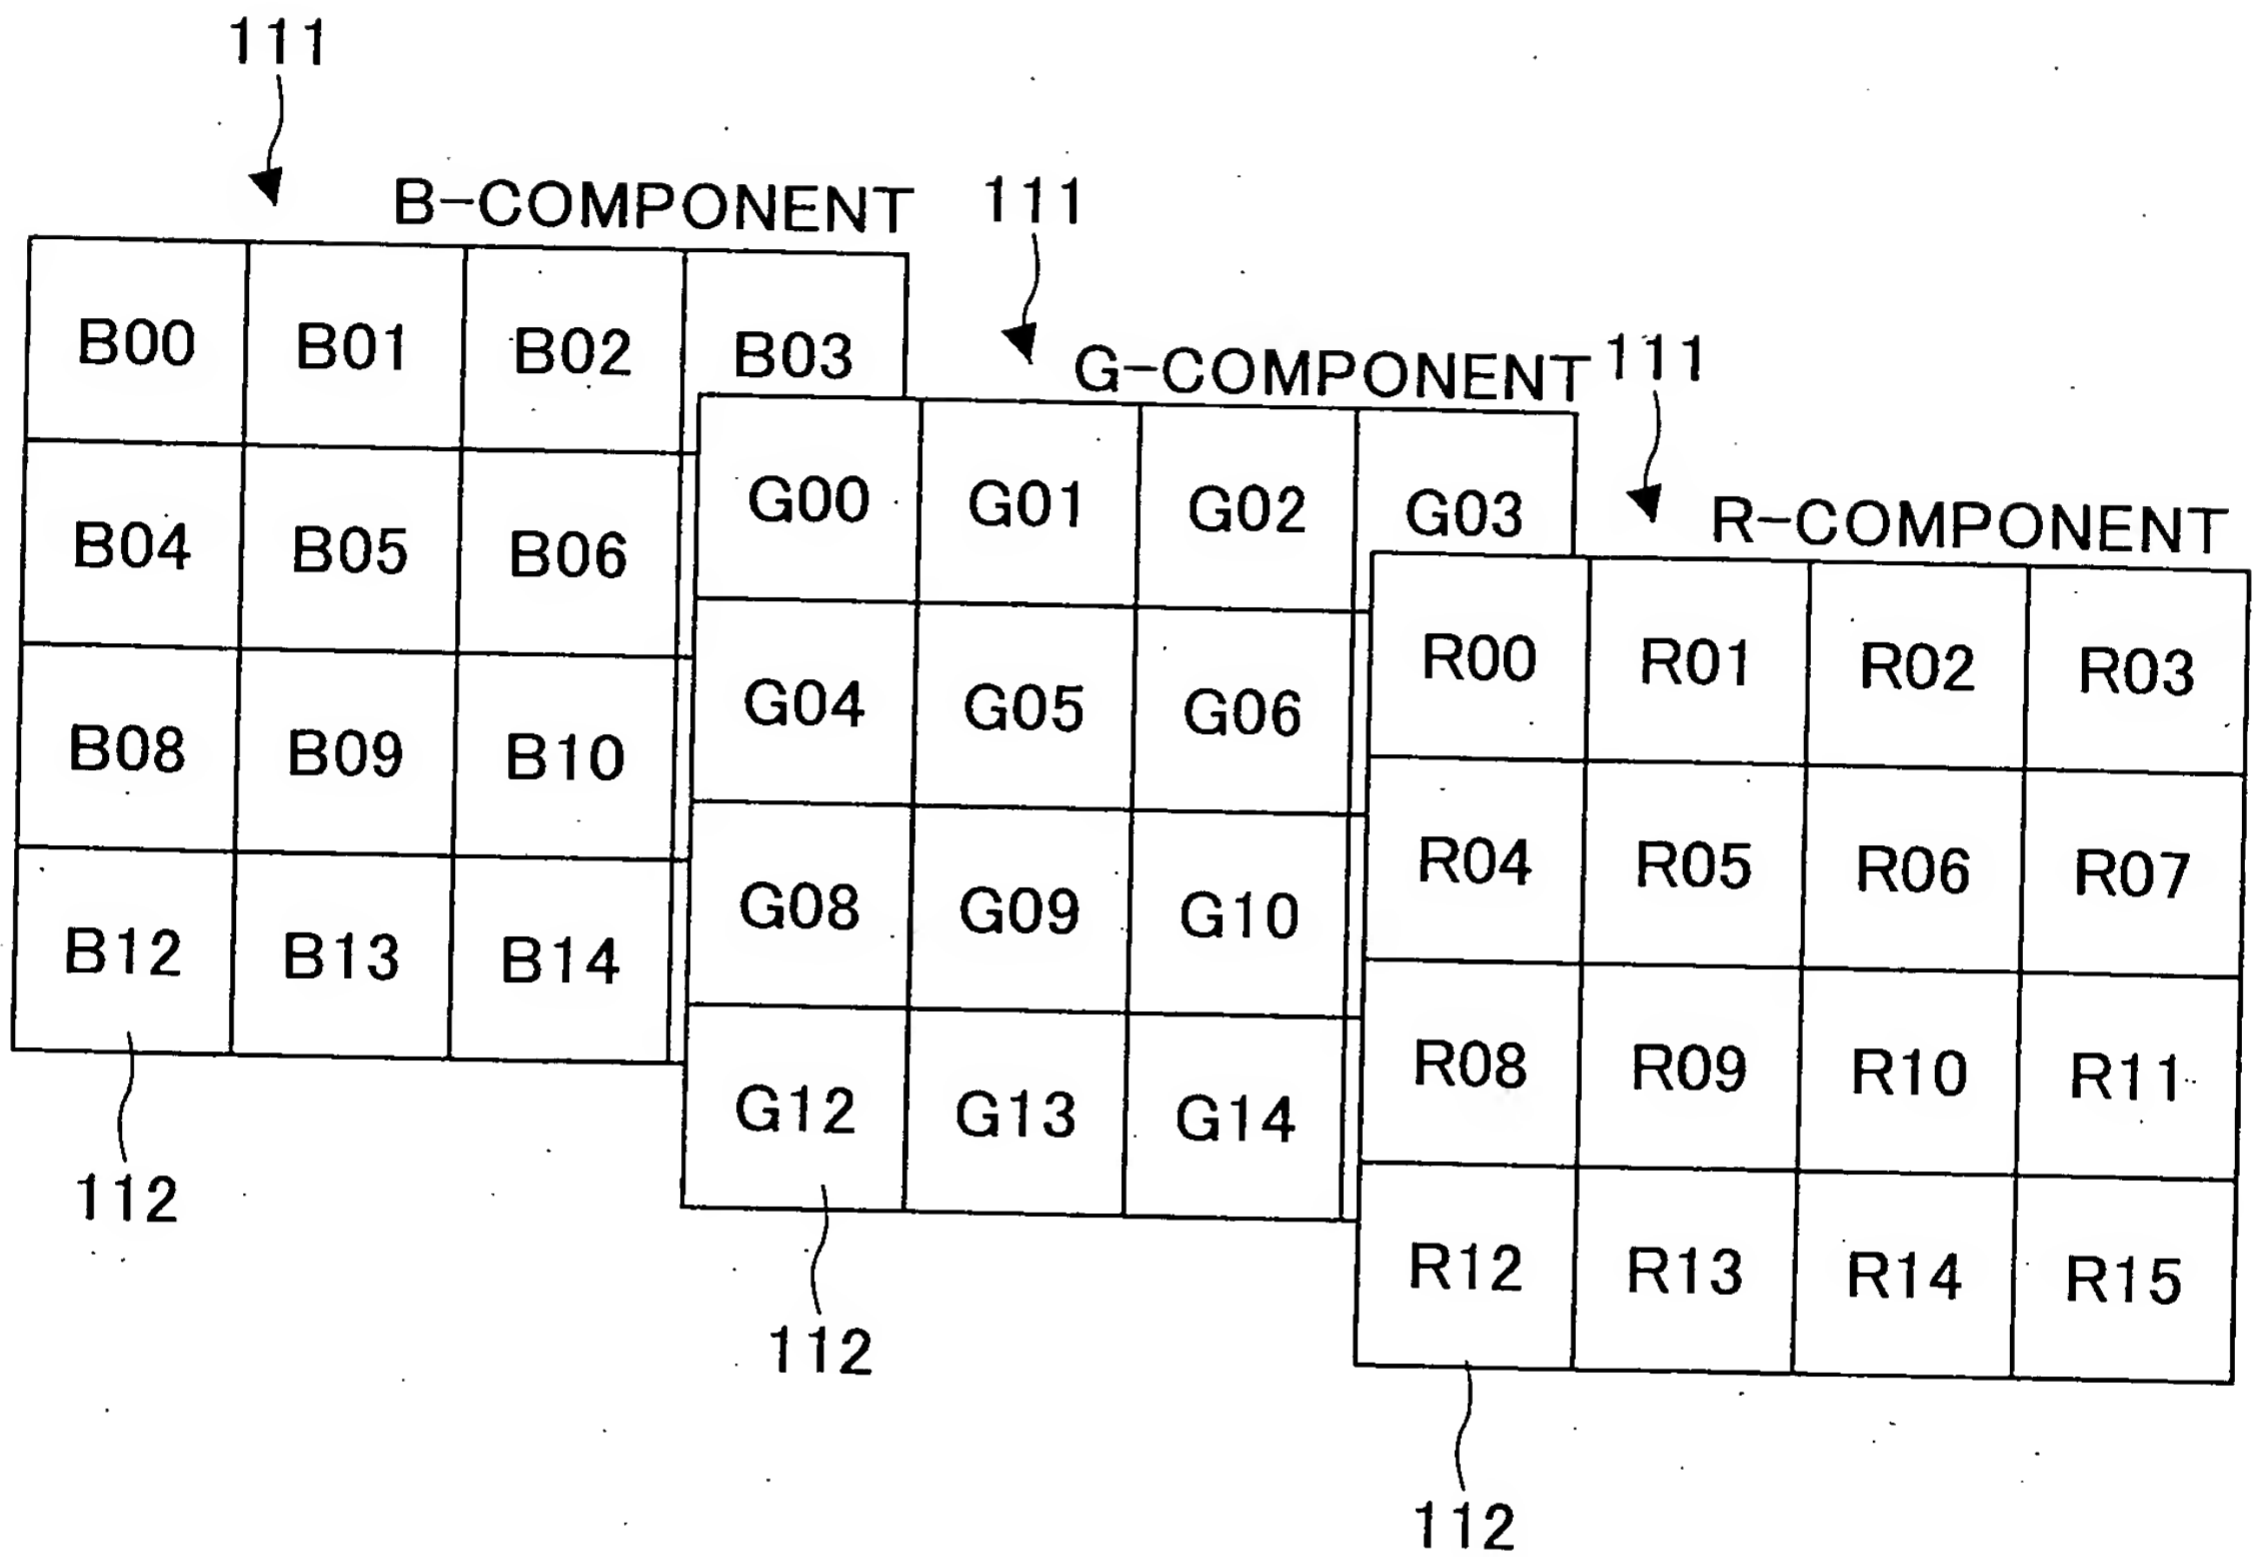 111
B-COMPONENT
B00 B01 B02 B03
B04 B05 B06
B08 B09 B10
B12 B13 B14
112
111
G-COMPONENT
G00 G01 G02 G03
G04 G05 G06
G08 G09 G10
G12 G13 G14
112
111
R-COMPONENT
R00 R01 R02 R03
R04 R05 R06 R07
R08 R09 R10 R11
R12 R13 R14 R15
112